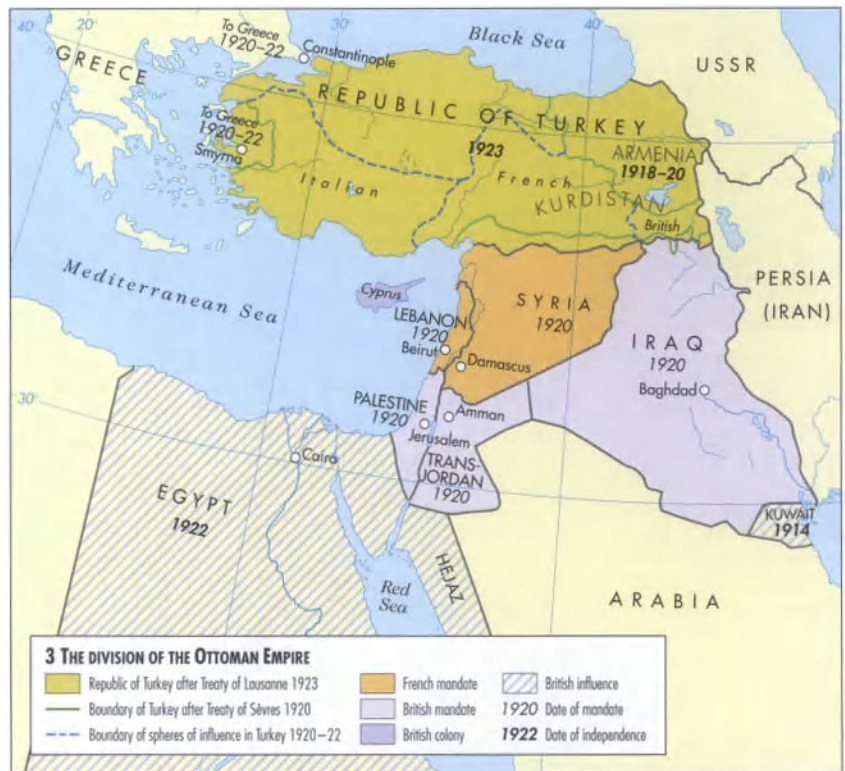 40°
20°
To Greece
1920–22
30°
Constantinople
Black Sea
40°
USSR
GREECE
To Greece
1920–22
Smyrna
REPUBLIC OF TURKEY
1923
ARMENIA
1918–20
Italian
French
KURDISTAN
British
PERSIA
(IRAN)
Mediterranean Sea
Cyprus
LEBANON
1920
Beirut
SYRIA
1920
Damascus
IRAQ
1920
Baghdad
30°
PALESTINE
1920
Jerusalem
Amman
TRANS-
JORDAN
1920
Cairo
EGYPT
1922
KUWAIT
1914
HEJAZ
Red
Sea
ARABIA
3 THE DIVISION OF THE OTTOMAN EMPIRE
Republic of Turkey after Treaty of Lausanne 1923
Boundary of Turkey after Treaty of Sèvres 1920
Boundary of spheres of influence in Turkey 1920–22
French mandate
British mandate
British colony
British influence
1920 Date of mandate
1922 Date of independence